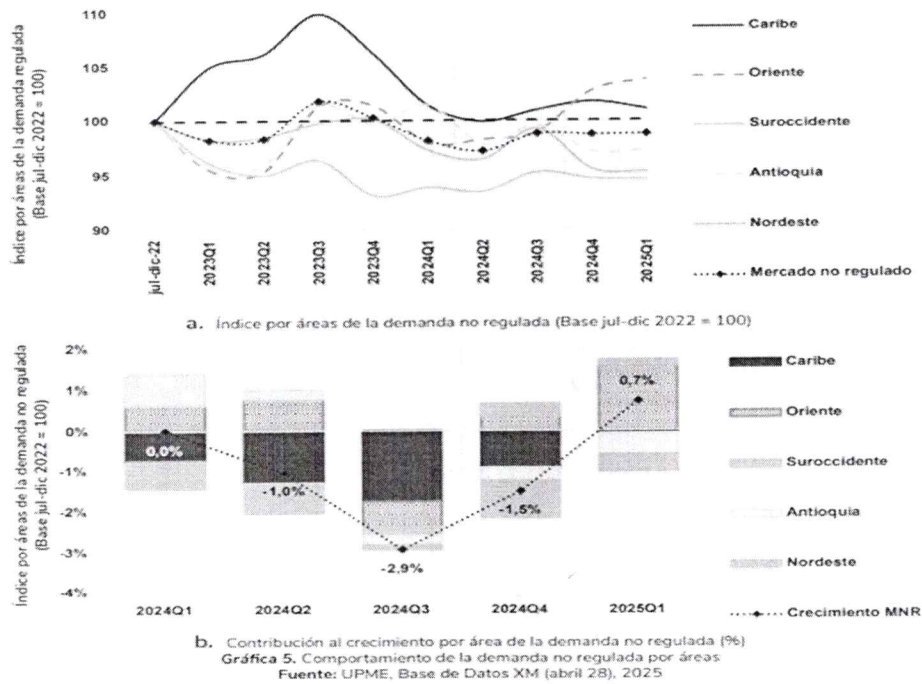 Índice por áreas de la demanda regulada
(Base jul-dic 2022 = 100)
110
105
100
95
90
jul-dic-22
2023Q1
2023Q2
2023Q3
2023Q4
2024Q1
2024Q2
2024Q3
2024Q4
2025Q1
Caribe
Oriente
Suroccidente
Antioquia
Nordeste
Mercado no regulado
a. Índice por áreas de la demanda no regulada (Base jul-dic 2022 = 100)
Índice por áreas de la demanda no regulada
(Base jul-dic 2022 = 100)
2%
1%
0%
-1%
-2%
-3%
-4%
0,0%
-1,0%
-2,9%
-1,5%
0,7%
2024Q1
2024Q2
2024Q3
2024Q4
2025Q1
Caribe
Oriente
Suroccidente
Antioquia
Nordeste
Crecimiento MNR
b. Contribución al crecimiento por área de la demanda no regulada (%)
Gráfica 5. Comportamiento de la demanda no regulada por áreas
Fuente: UPME, Base de Datos XM (abril 28), 2025